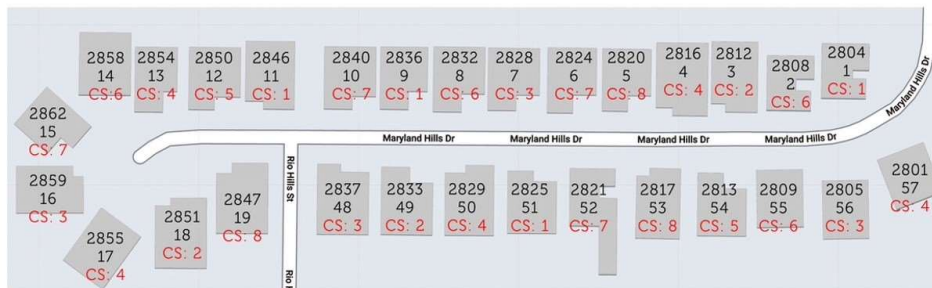 2858
14
CS:6
2854
13
CS: 4
2850
12
CS: 5
2846
11
CS: 1
2840
10
CS: 7
2836
9
CS: 1
2832
8
CS: 6
2828
7
CS: 3
2824
6
CS: 7
2820
5
CS: 8
2816
4
CS: 4
2812
3
CS: 2
2808
2
CS: 6
2804
1
CS: 1
Maryland Hills Dr
2862
15
CS: 7
Maryland Hills Dr
Maryland Hills Dr
Maryland Hills Dr
Maryland Hills Dr
2859
16
CS: 3
2855
17
CS: 4
2851
18
CS: 2
2847
19
CS: 8
Rio Hills St
Rio H
2837
48
CS: 3
2833
49
CS: 2
2829
50
CS: 4
2825
51
CS: 1
2821
52
CS: 7
2817
53
CS: 8
2813
54
CS: 5
2809
55
CS: 6
2805
56
CS: 3
2801
57
CS: 4